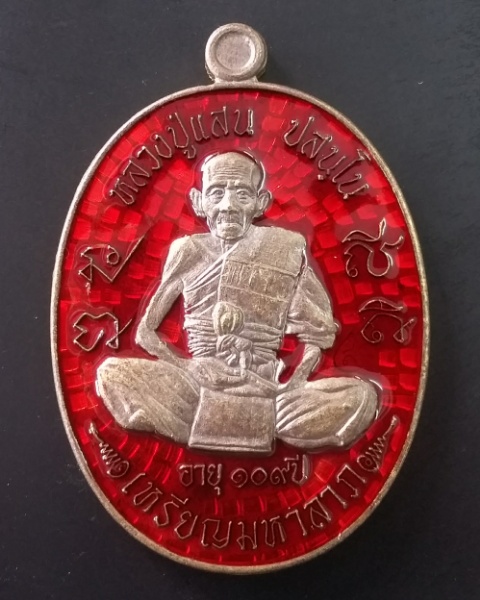 หลวงปู่แสน ปสนฺโน
อายุ ๑๐๙ปี
เหรียญมหาลาภ